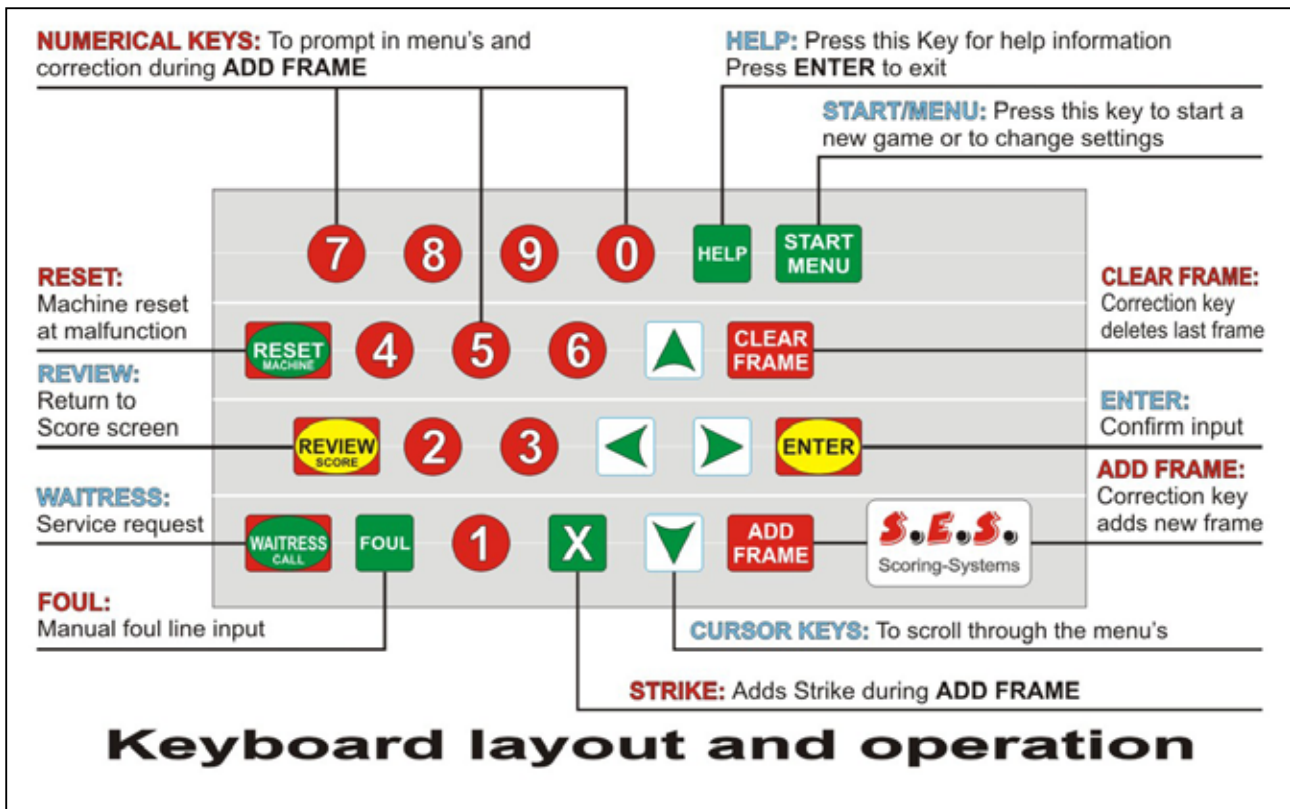 NUMERICAL KEYS: To prompt in menu's and
correction during ADD FRAME
HELP: Press this Key for help information
Press ENTER to exit
START/MENU: Press this key to start a
new game or to change settings
7 8 9 0 HELP START
MENU
RESET:
Machine reset
at malfunction
RESET
MACHINE
4 5 6 CLEAR
FRAME
CLEAR FRAME:
Correction key
deletes last frame
REVIEW:
Return to
Score screen
REVIEW
SCORE
2 3 ENTER
ENTER:
Confirm input
WAITRESS:
Service request
WAITRESS
CALL
FOUL 1 X ADD
FRAME
S.E.S.
Scoring-Systems
ADD FRAME:
Correction key
adds new frame
FOUL:
Manual foul line input
CURSOR KEYS: To scroll through the menu's
STRIKE: Adds Strike during ADD FRAME
Keyboard layout and operation